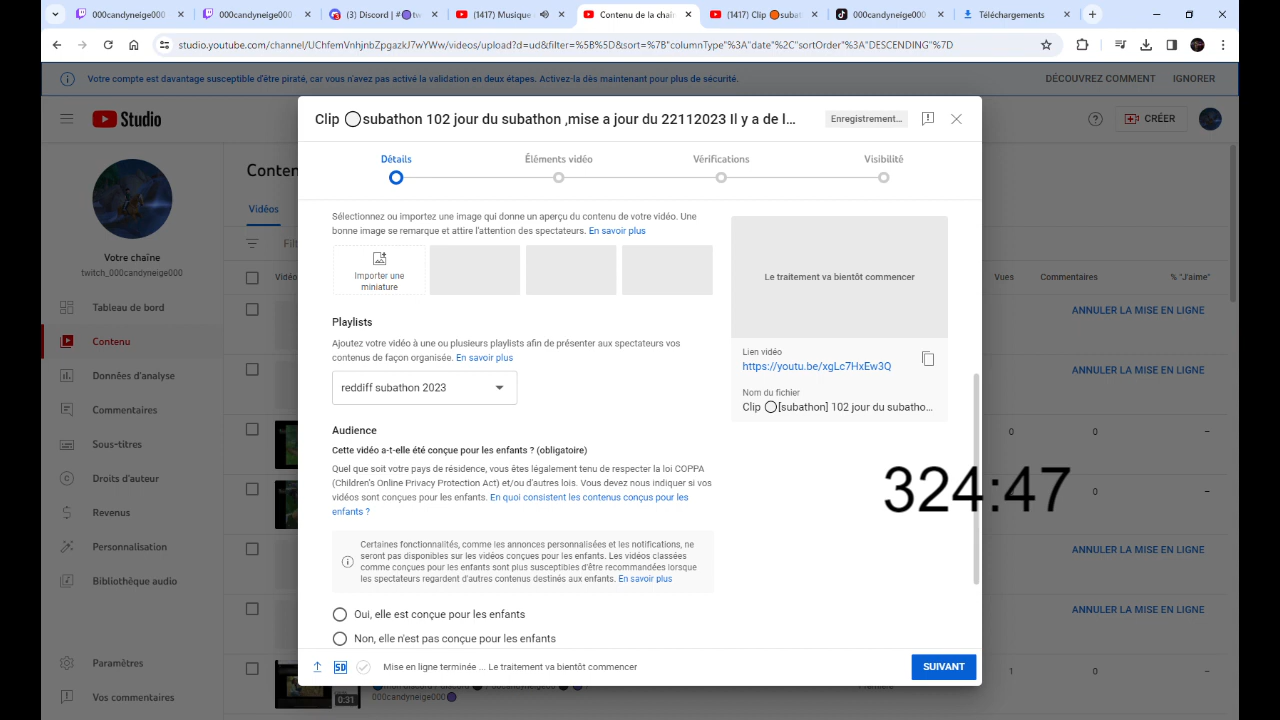 000candyneige
000candyneige000
(3) Discord | #🟣tw
(1417) Musique
Contenu de la chaî
(1417) Clip ⚪subat
000candyneige000
Téléchargements
studio.youtube.com/channel/UChfemVnhjnbZpgazkJ7wYWw/videos/upload?d=ud&filter=%5B%5D&sort=%7B"columnType"%3A"date"%2C"sortOrder"%3A"DESCENDING"%7D
Votre compte est davantage susceptible d'être piraté, car vous n'avez pas activé la validation en deux étapes. Activez-la dès maintenant pour plus de sécurité.
DÉCOUVREZ COMMENT
IGNORER
Studio
CRÉER
Clip ⚪subathon 102 jour du subathon ,mise a jour du 22112023 Il y a de l...
Enregistrement...
Détails
Éléments vidéo
Vérifications
Visibilité
Conten
Vidéos
Filt
Vidéo
Votre chaîne
twitch_000candyneige000
Tableau de bord
Contenu
Données d'analyse
Commentaires
Sous-titres
Droits d'auteur
Revenus
Personnalisation
Bibliothèque audio
Paramètres
Vos commentaires
Sélectionnez ou importez une image qui donne un aperçu du contenu de votre vidéo. Une
bonne image se remarque et attire l'attention des spectateurs. En savoir plus
Importer une
miniature
Playlists
Ajoutez votre vidéo à une ou plusieurs playlists afin de présenter aux spectateurs vos
contenus de façon organisée. En savoir plus
reddiff subathon 2023
Audience
Cette vidéo a-t-elle été conçue pour les enfants ? (obligatoire)
Quel que soit votre pays de résidence, vous êtes légalement tenu de respecter la loi COPPA
(Children's Online Privacy Protection Act) et/ou d'autres lois. Vous devez nous indiquer si vos
vidéos sont conçues pour les enfants. En quoi consistent les contenus conçus pour les
enfants ?
Certaines fonctionnalités, comme les annonces personnalisées et les notifications, ne
seront pas disponibles sur les vidéos conçues pour les enfants. Les vidéos classées
comme conçues pour les enfants sont plus susceptibles d'être recommandées lorsque
les spectateurs regardent d'autres contenus destinés aux enfants. En savoir plus
Oui, elle est conçue pour les enfants
Non, elle n'est pas conçue pour les enfants
Le traitement va bientôt commencer
Lien vidéo
https://youtu.be/xgLc7HxEw3Q
Nom du fichier
Clip ⚪[subathon] 102 jour du subatho...
324:47
SD
Mise en ligne terminée ... Le traitement va bientôt commencer
SUIVANT
Vues
Commentaires
% "J'aime"
ANNULER LA MISE EN LIGNE
ANNULER LA MISE EN LIGNE
0
0
–
0
–
ANNULER LA MISE EN LIGNE
ANNULER LA MISE EN LIGNE
1
0
–
0:31
000candyneige000🟣